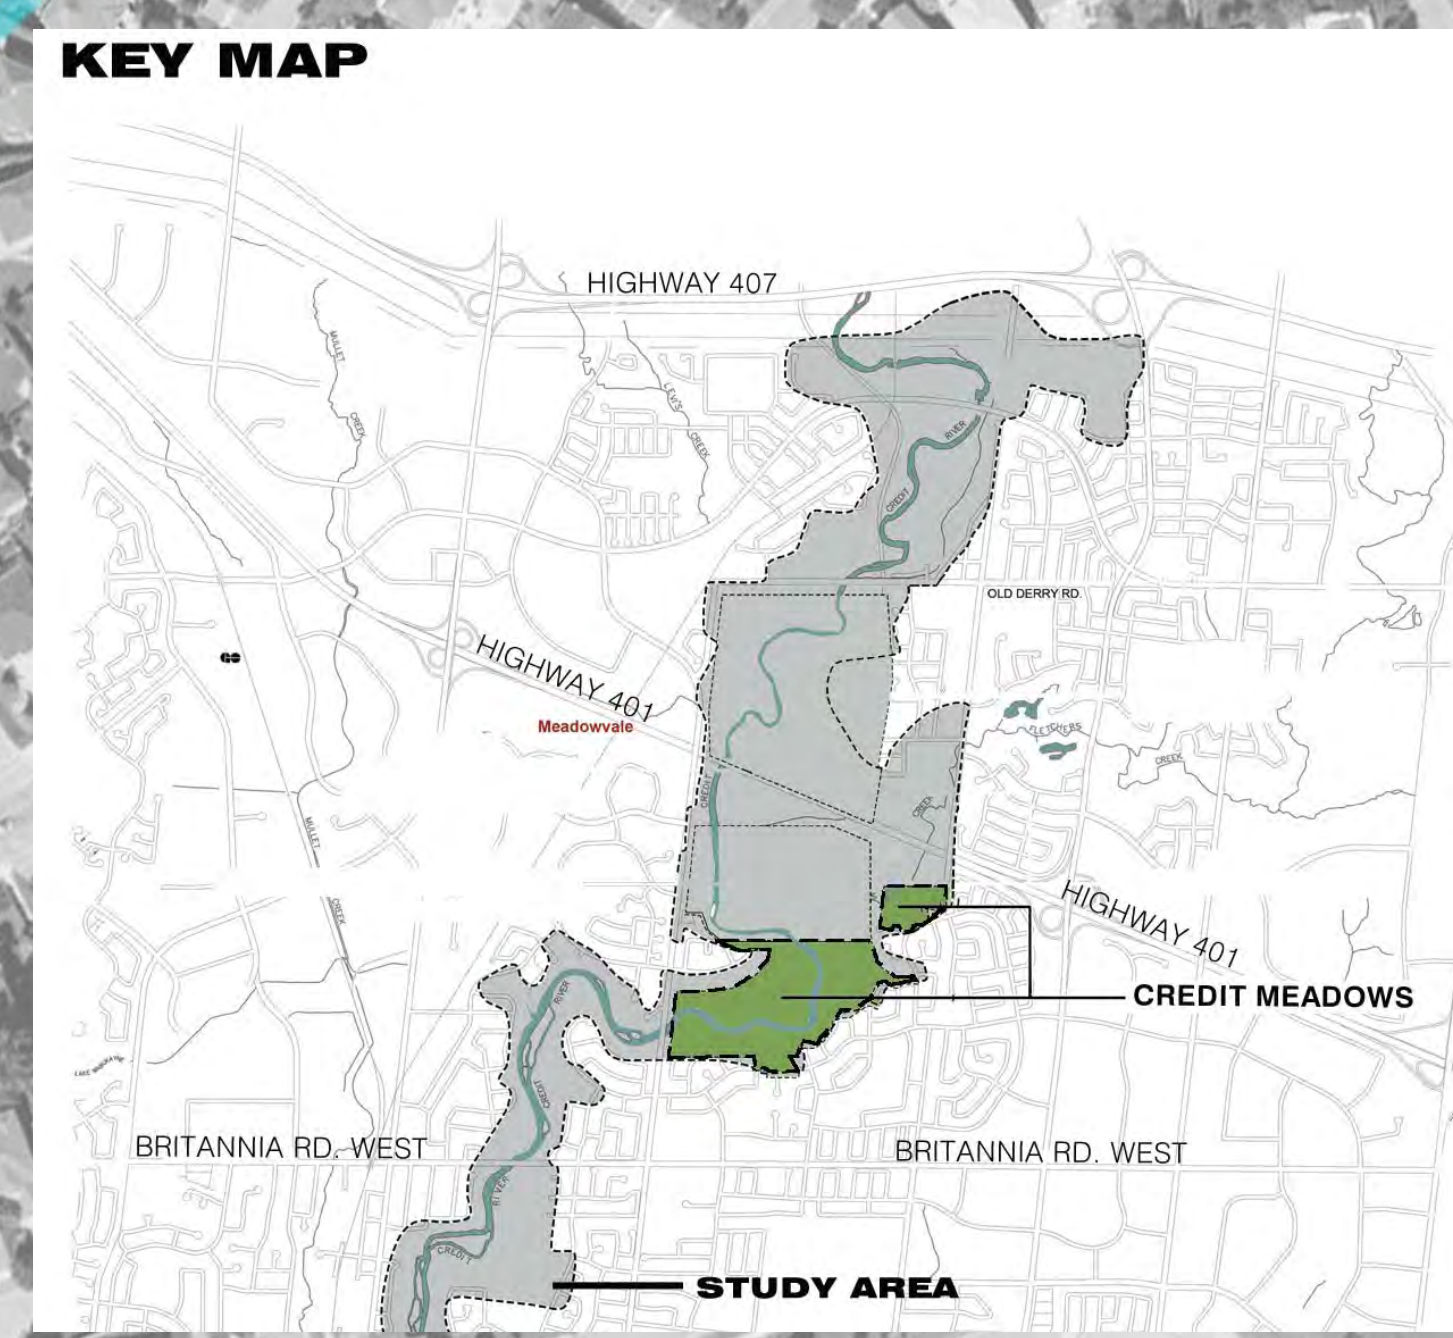 KEY MAP
HIGHWAY 407
MULLET
CREEK
LEVI'S
CREEK
RIVER
CREDIT
OLD DERRY RD.
GO
HIGHWAY 401
Meadowvale
FLETCHERS
CREEK
CREDIT
CREEK
MULLET
CREEK
HIGHWAY 401
CREDIT MEADOWS
RIVER
CREDIT
BRITANNIA RD. WEST
BRITANNIA RD. WEST
RIVER
CREDIT
STUDY AREA